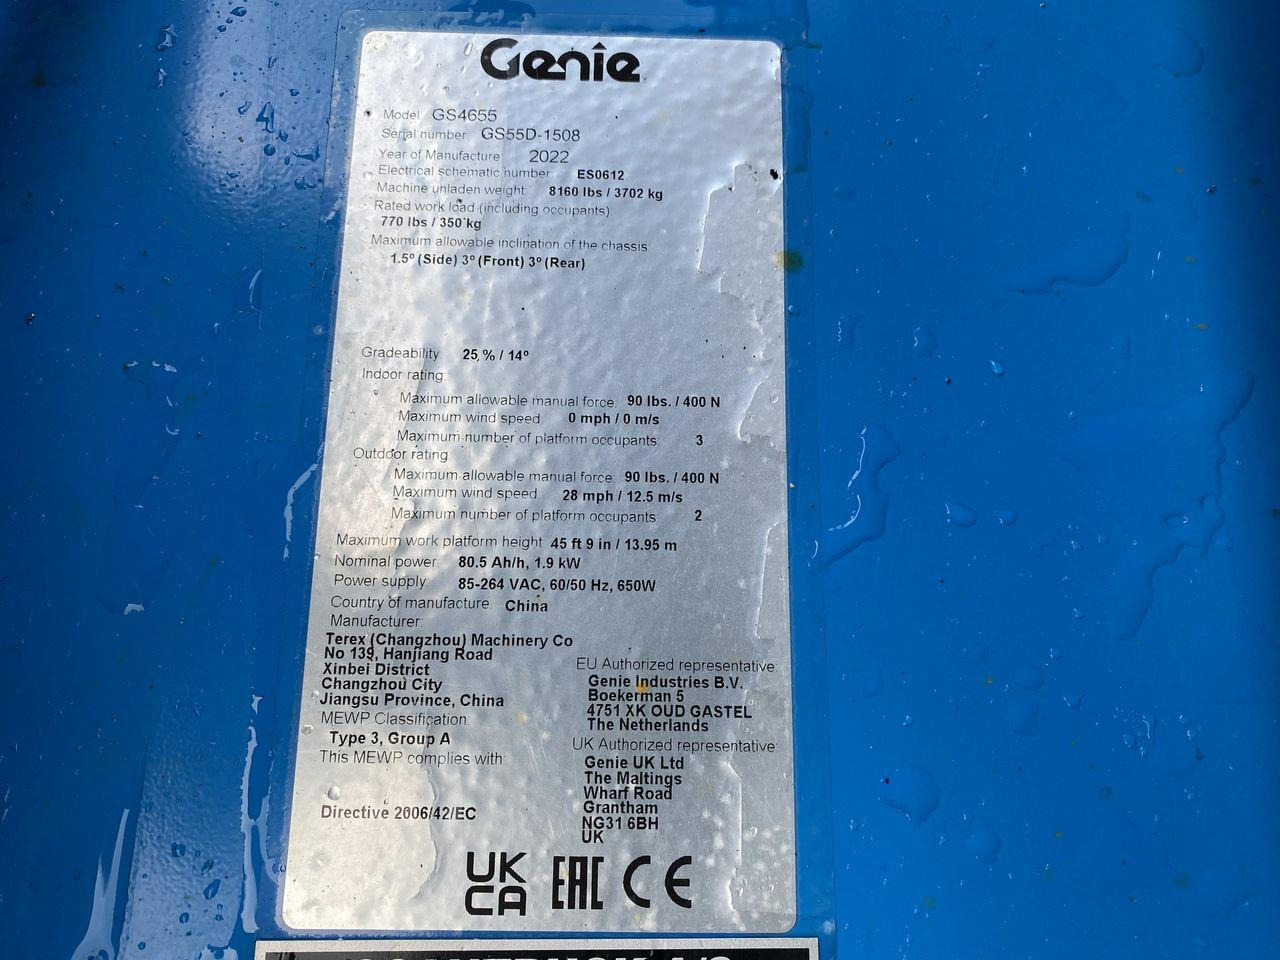 Genie
Model: GS4655
Serial number: GS55D-1508
Year of Manufacture: 2022
Electrical schematic number: ES0612
Machine unladen weight: 8160 lbs / 3702 kg
Rated work load (including occupants)
770 lbs / 350 kg
Maximum allowable inclination of the chassis
1.5º (Side) 3º (Front) 3º (Rear)
Gradeability: 25 % / 14º
Indoor rating:
Maximum allowable manual force: 90 lbs. / 400 N
Maximum wind speed: 0 mph / 0 m/s
Maximum number of platform occupants: 3
Outdoor rating:
Maximum allowable manual force: 90 lbs. / 400 N
Maximum wind speed: 28 mph / 12.5 m/s
Maximum number of platform occupants: 2
Maximum work platform height: 45 ft 9 in / 13.95 m
Nominal power: 80.5 Ah/h, 1.9 kW
Power supply: 85-264 VAC, 60/50 Hz, 650W
Country of manufacture: China
Manufacturer:
Terex (Changzhou) Machinery Co
No 139, Hanjiang Road
Xinbei District
Changzhou City
Jiangsu Province, China
MEWP Classification:
Type 3, Group A
This MEWP complies with:
Directive 2006/42/EC
EU Authorized representative:
Genie Industries B.V.
Boekerman 5
4751 XK OUD GASTEL
The Netherlands
UK Authorized representative:
Genie UK Ltd
The Maltings
Wharf Road
Grantham
NG31 6BH
UK
UK
CA EAC CE